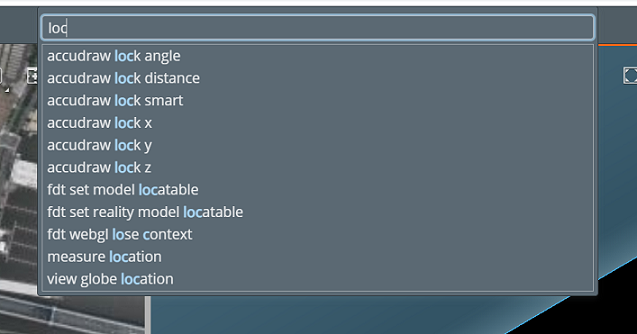 loc
accudraw lock angle
accudraw lock distance
accudraw lock smart
accudraw lock x
accudraw lock y
accudraw lock z
fdt set model locatable
fdt set reality model locatable
fdt webgl lose context
measure location
view globe location